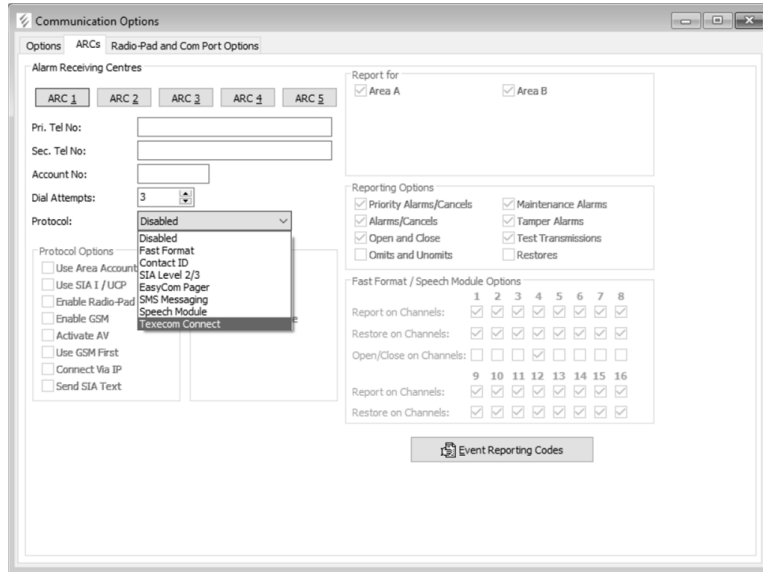 Communication Options
Options ARCs Radio-Pad and Com Port Options
Alarm Receiving Centres
ARC 1 ARC 2 ARC 3 ARC 4 ARC 5
Pri. Tel No:
Sec. Tel No:
Account No:
Dial Attempts: 3
Protocol: Disabled
Disabled
Fast Format
Contact ID
SIA Level 2/3
EasyCom Pager
SMS Messaging
Speech Module
Texecom Connect
Protocol Options
Use Area Account
Use SIA I / UCP
Enable Radio-Pad
Enable GSM
Activate AV
Use GSM First
Connect Via IP
Send SIA Text
Report for
Area A Area B
Reporting Options
Priority Alarms/Cancels Maintenance Alarms
Alarms/Cancels Tamper Alarms
Open and Close Test Transmissions
Omits and Unomits Restores
Fast Format / Speech Module Options
1 2 3 4 5 6 7 8
Report on Channels:
Restore on Channels:
Open/Close on Channels:
9 10 11 12 13 14 15 16
Report on Channels:
Restore on Channels:
Event Reporting Codes